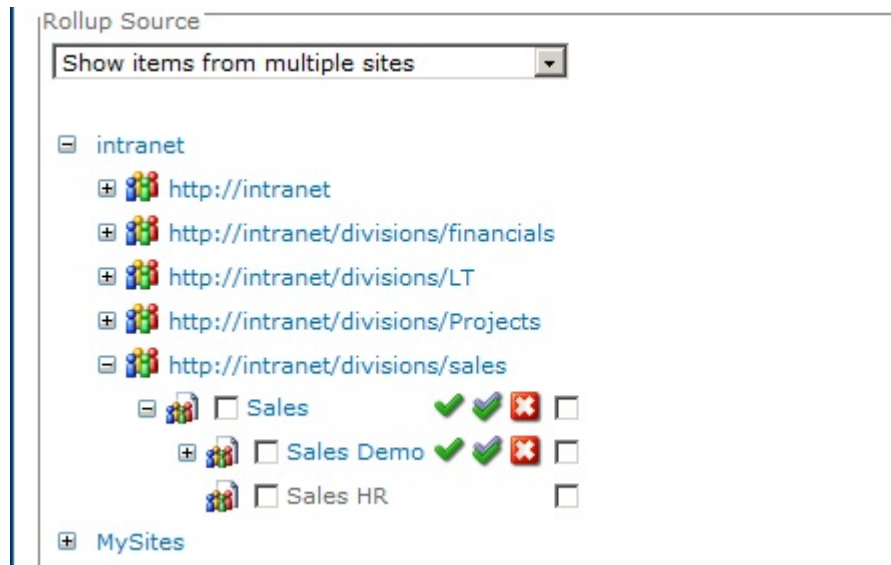 Rollup Source
Show items from multiple sites
intranet
http://intranet
http://intranet/divisions/financials
http://intranet/divisions/LT
http://intranet/divisions/Projects
http://intranet/divisions/sales
Sales
Sales Demo
Sales HR
MySites